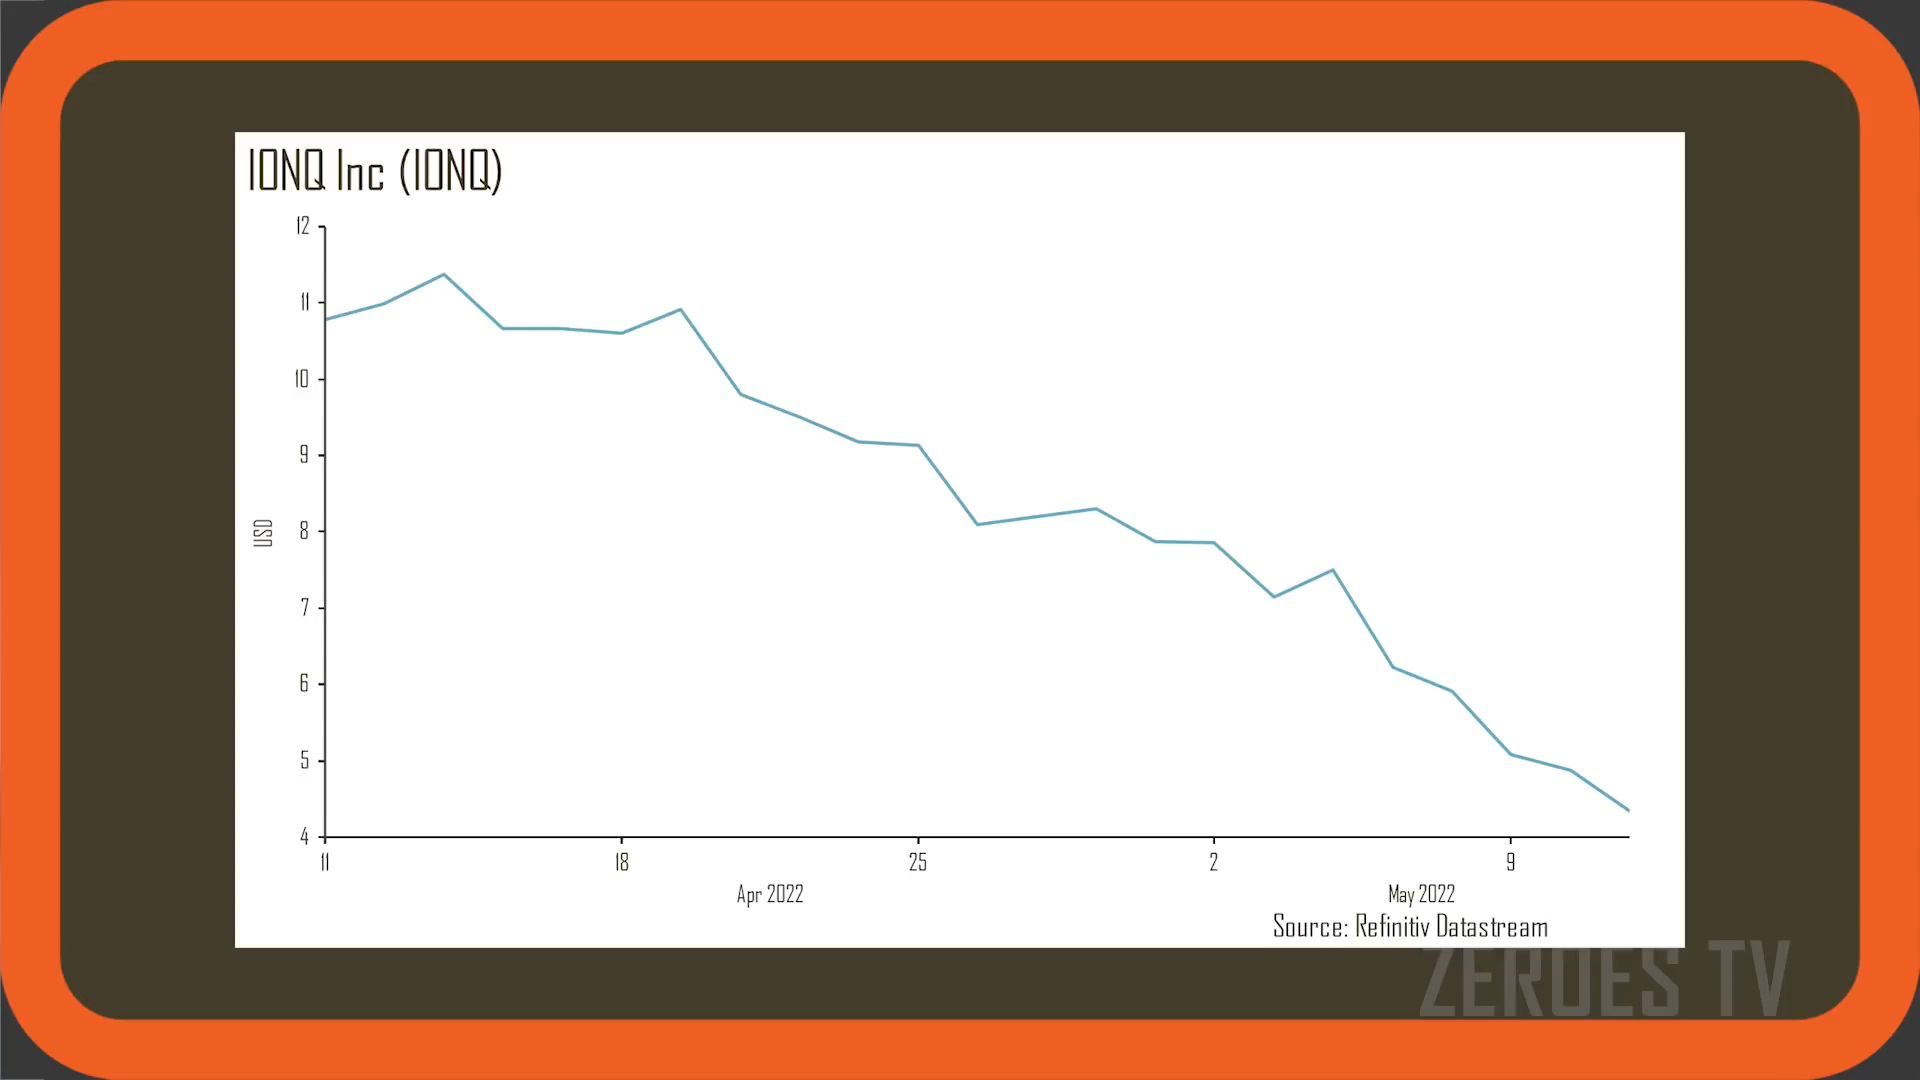 IONQ Inc (IONQ)
12
11
10
9
8
7
6
5
4
USD
11
18
25
2
9
Apr 2022
May 2022
Source: Refinitiv Datastream
ZEROES TV